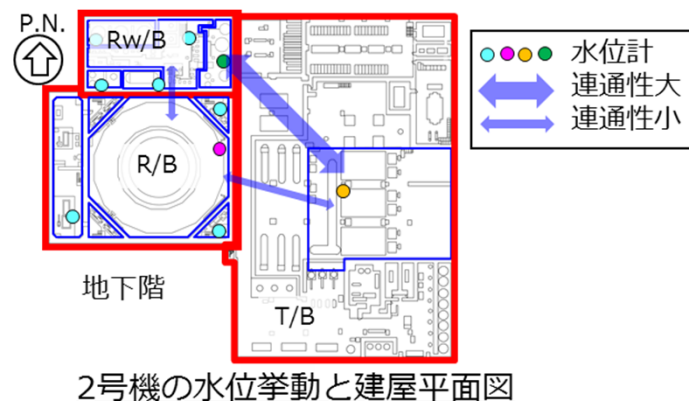 P.N.
Rw/B
R/B
T/B
地下階
水位計
連通性大
連通性小
2号機の水位挙動と建屋平面図